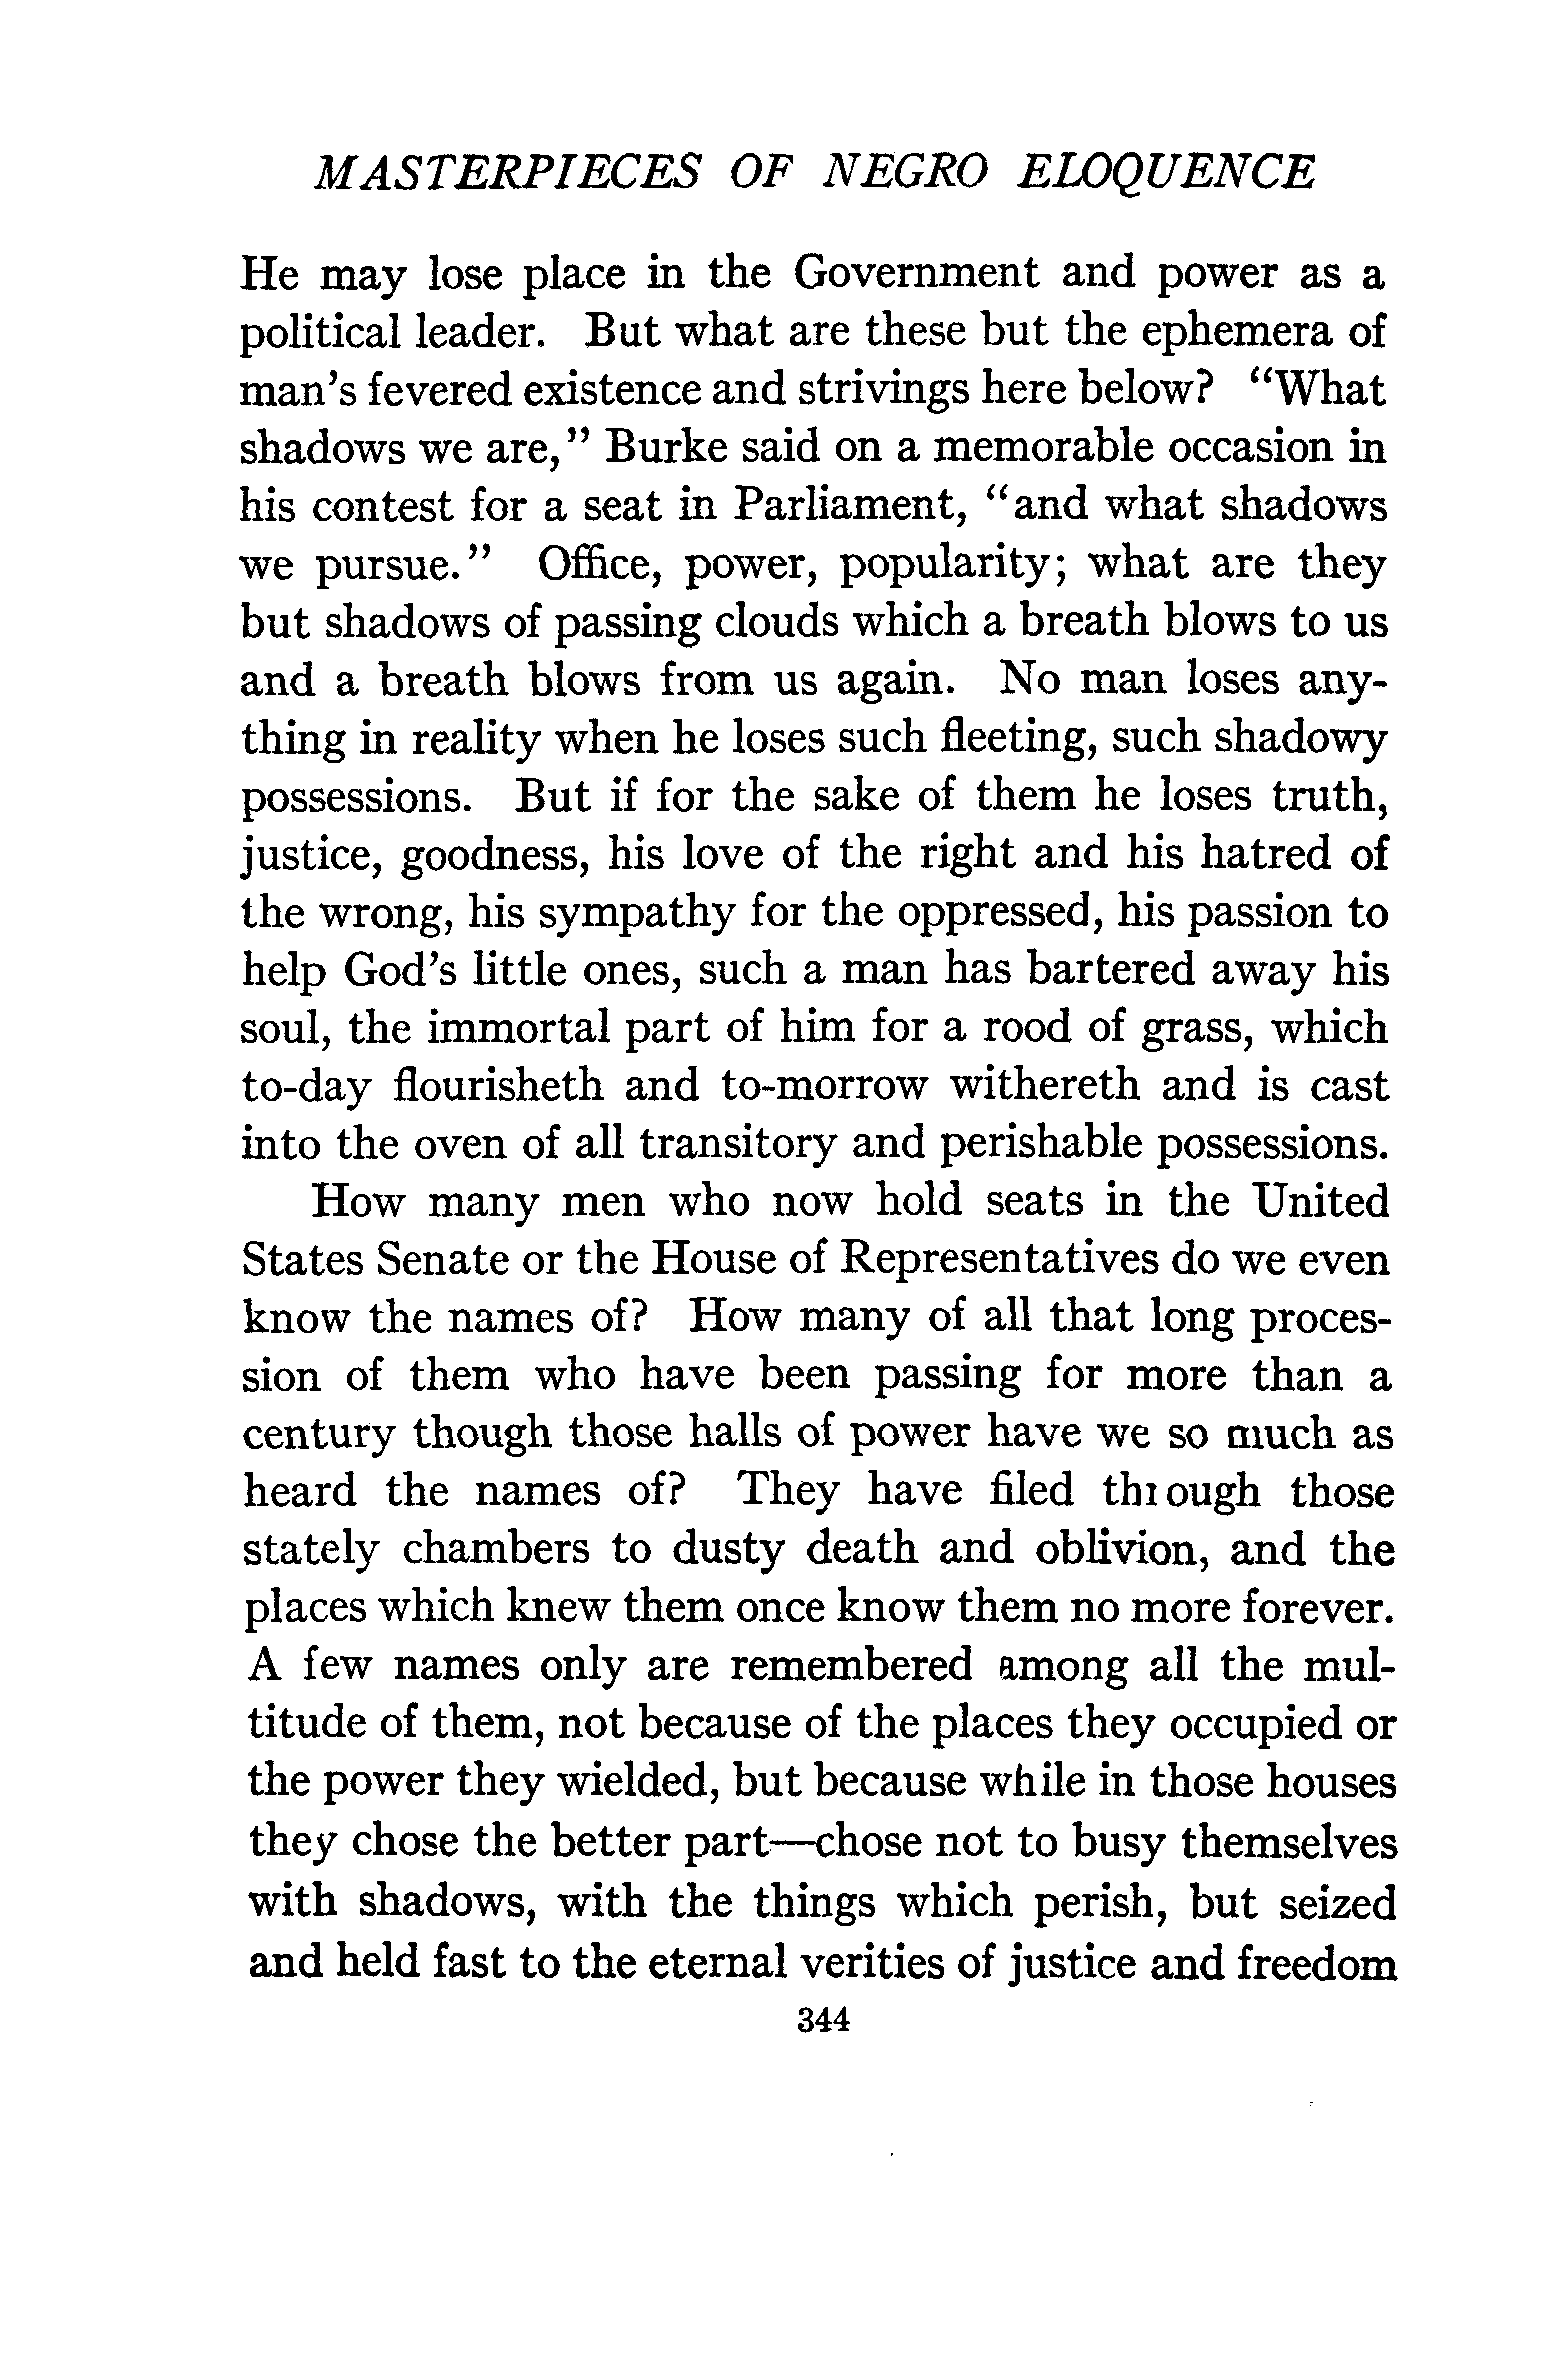 MASTERPIECES OF NEGRO ELOQUENCE
He may lose place in the Government and power as a
political leader. But what are these but the ephemera of
man's fevered existence and strivings here below? “What
shadows we are,” Burke said on a memorable occasion in
his contest for a seat in Parliament, “and what shadows
we pursue.” Office, power, popularity; what are they
but shadows of passing clouds which a breath blows to us
and a breath blows from us again. No man loses any-
thing in reality when he loses such fleeting, such shadowy
possessions. But if for the sake of them he loses truth,
justice, goodness, his love of the right and his hatred of
the wrong, his sympathy for the oppressed, his passion to
help God's little ones, such a man has bartered away his
soul, the immortal part of him for a rood of grass, which
to-day flourisheth and to-morrow withereth and is cast
into the oven of all transitory and perishable possessions.
How many men who now hold seats in the United
States Senate or the House of Representatives do we even
know the names of? How many of all that long proces-
sion of them who have been passing for more than a
century though those halls of power have we so much as
heard the names of? They have filed through those
stately chambers to dusty death and oblivion, and the
places which knew them once know them no more forever.
A few names only are remembered among all the mul-
titude of them, not because of the places they occupied or
the power they wielded, but because while in those houses
they chose the better part—chose not to busy themselves
with shadows, with the things which perish, but seized
and held fast to the eternal verities of justice and freedom
344